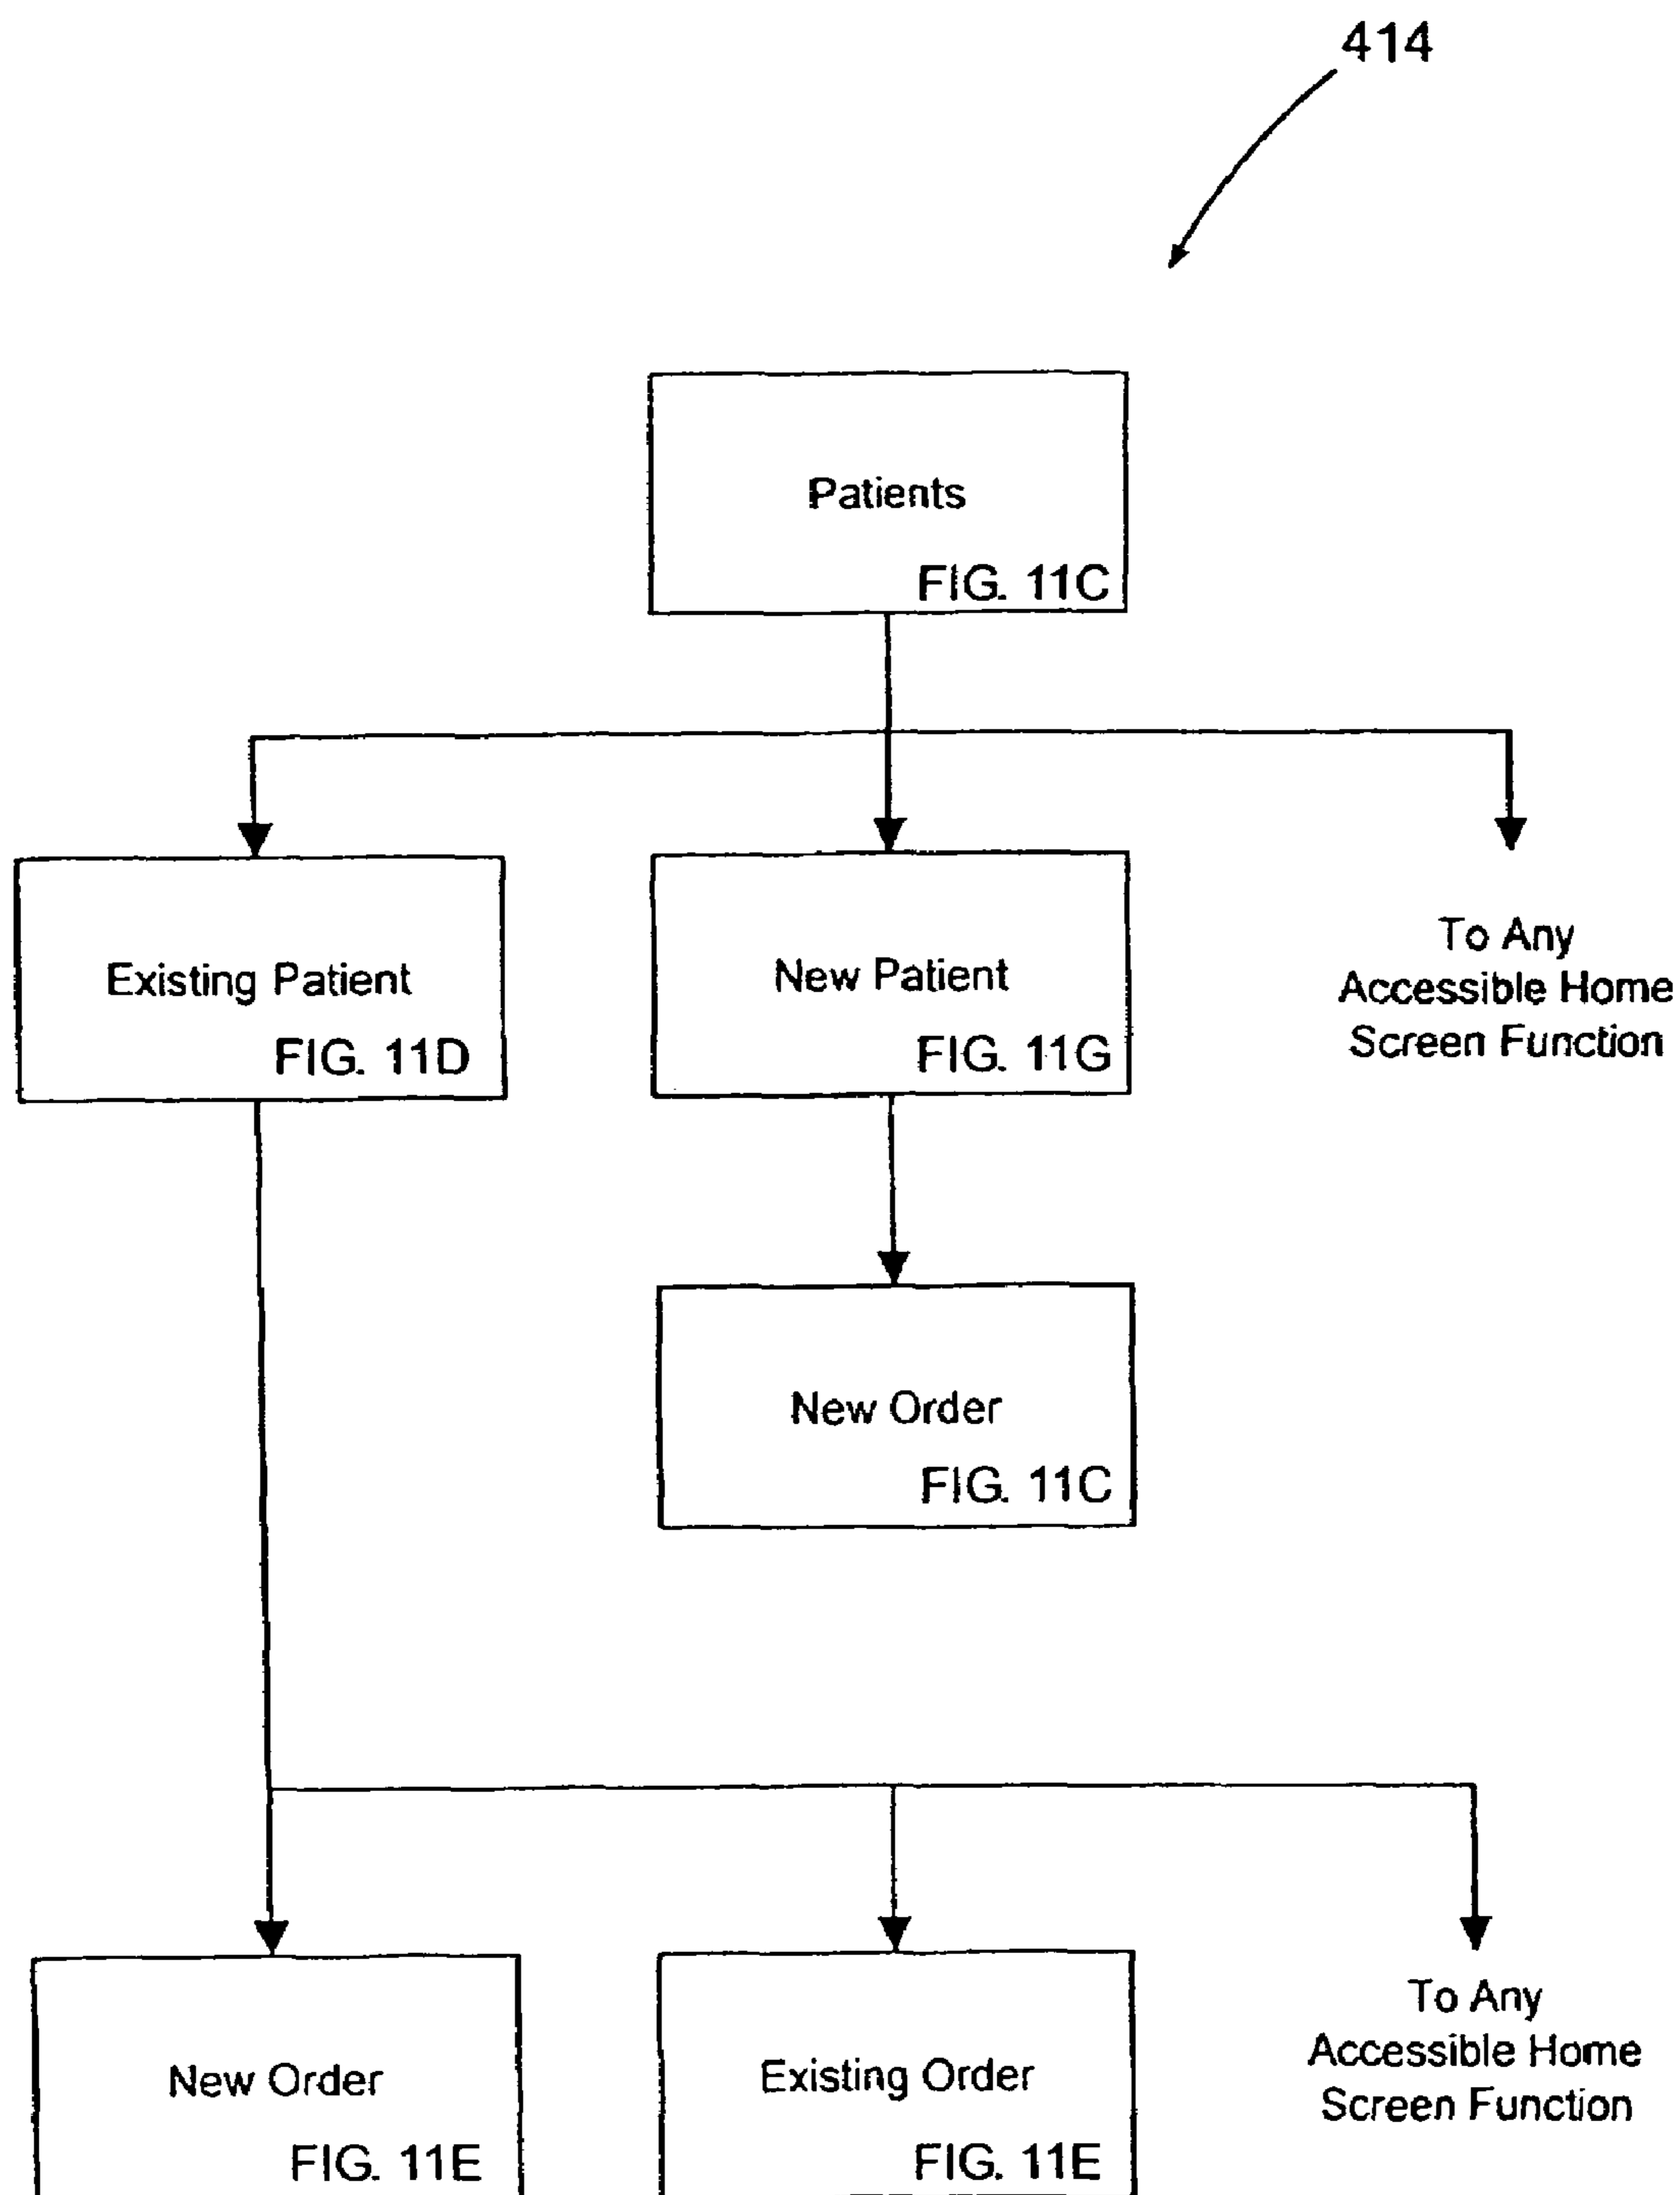 414
Patients
FIG. 11C
Existing Patient
FIG. 11D
New Patient
FIG. 11G
To Any
Accessible Home
Screen Function
New Order
FIG. 11C
New Order
FIG. 11E
Existing Order
FIG. 11E
To Any
Accessible Home
Screen Function